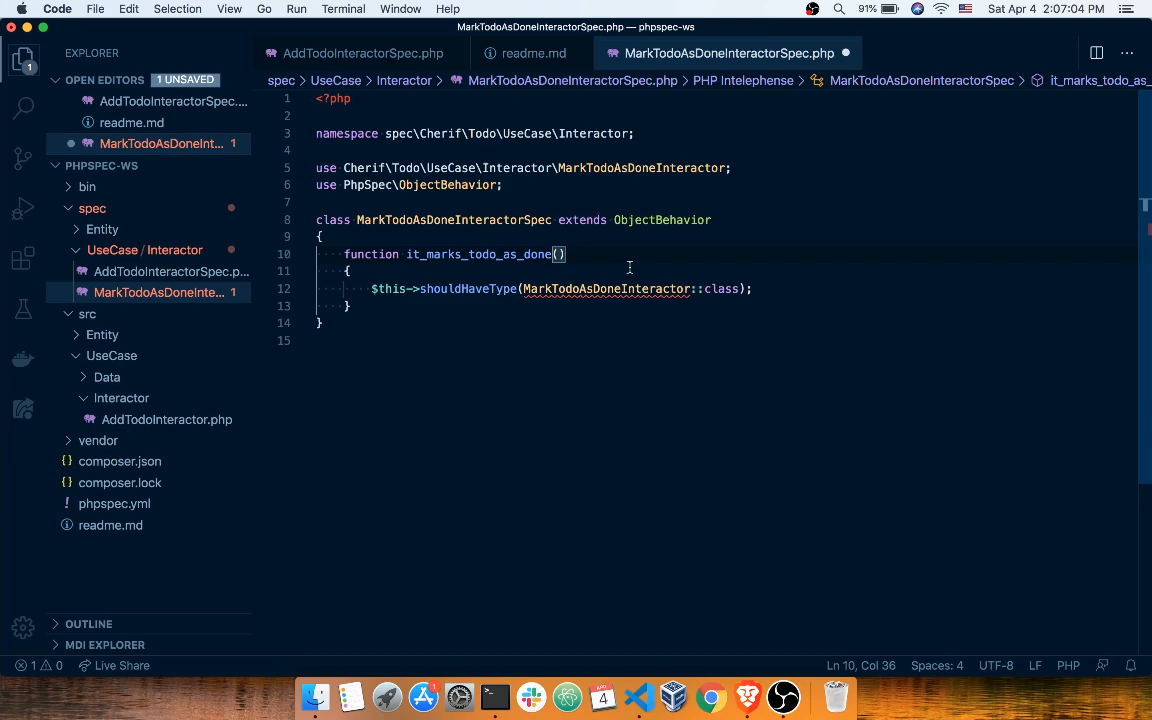 Code File Edit Selection View Go Run Terminal Window Help 91% Sat Apr 4 2:07:04 PM
MarkTodoAsDoneInteractorSpec.php — phpspec-ws
EXPLORER
AddTodoInteractorSpec.php readme.md MarkTodoAsDoneInteractorSpec.php
OPEN EDITORS 1 UNSAVED
spec UseCase Interactor MarkTodoAsDoneInteractorSpec.php PHP Intelephense MarkTodoAsDoneInteractorSpec it_marks_todo_as_
AddTodoInteractorSpec....
readme.md
MarkTodoAsDoneInt... 1
PHPSPEC-WS
bin
spec
Entity
UseCase / Interactor
AddTodoInteractorSpec.p...
MarkTodoAsDoneInte... 1
src
Entity
UseCase
Data
Interactor
AddTodoInteractor.php
vendor
{} composer.json
{} composer.lock
! phpspec.yml
readme.md
OUTLINE
MDI EXPLORER
1 <?php
2
3 namespace spec\Cherif\Todo\UseCase\Interactor;
4
5 use Cherif\Todo\UseCase\Interactor\MarkTodoAsDoneInteractor;
6 use PhpSpec\ObjectBehavior;
7
8 class MarkTodoAsDoneInteractorSpec extends ObjectBehavior
9 {
10 function it_marks_todo_as_done()
11 {
12 $this->shouldHaveType(MarkTodoAsDoneInteractor::class);
13 }
14 }
15
1 0 Live Share Ln 10, Col 36 Spaces: 4 UTF-8 LF PHP